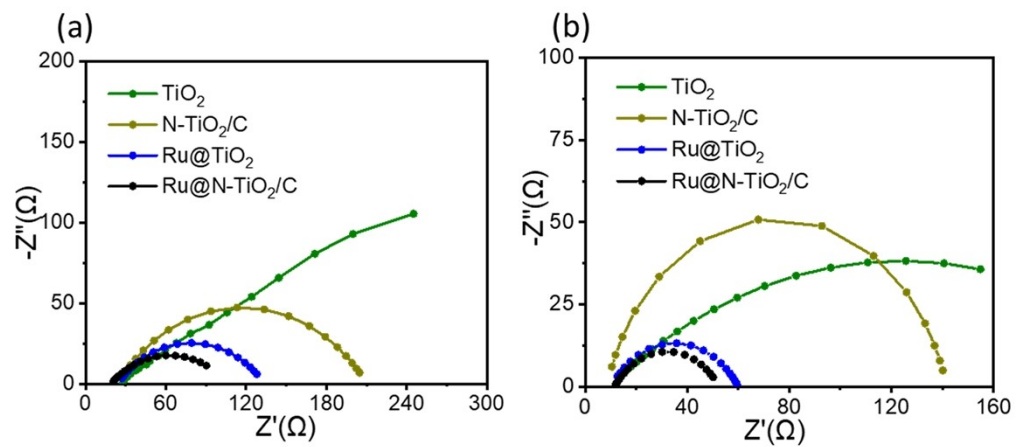 (a)
200
150
100
50
0
-Z"(Ω)
TiO₂
N-TiO₂/C
Ru@TiO₂
Ru@N-TiO₂/C
0 60 120 180 240 300
Z'(Ω)
(b)
100
75
50
25
0
-Z"(Ω)
TiO₂
N-TiO₂/C
Ru@TiO₂
Ru@N-TiO₂/C
0 40 80 120 160
Z'(Ω)